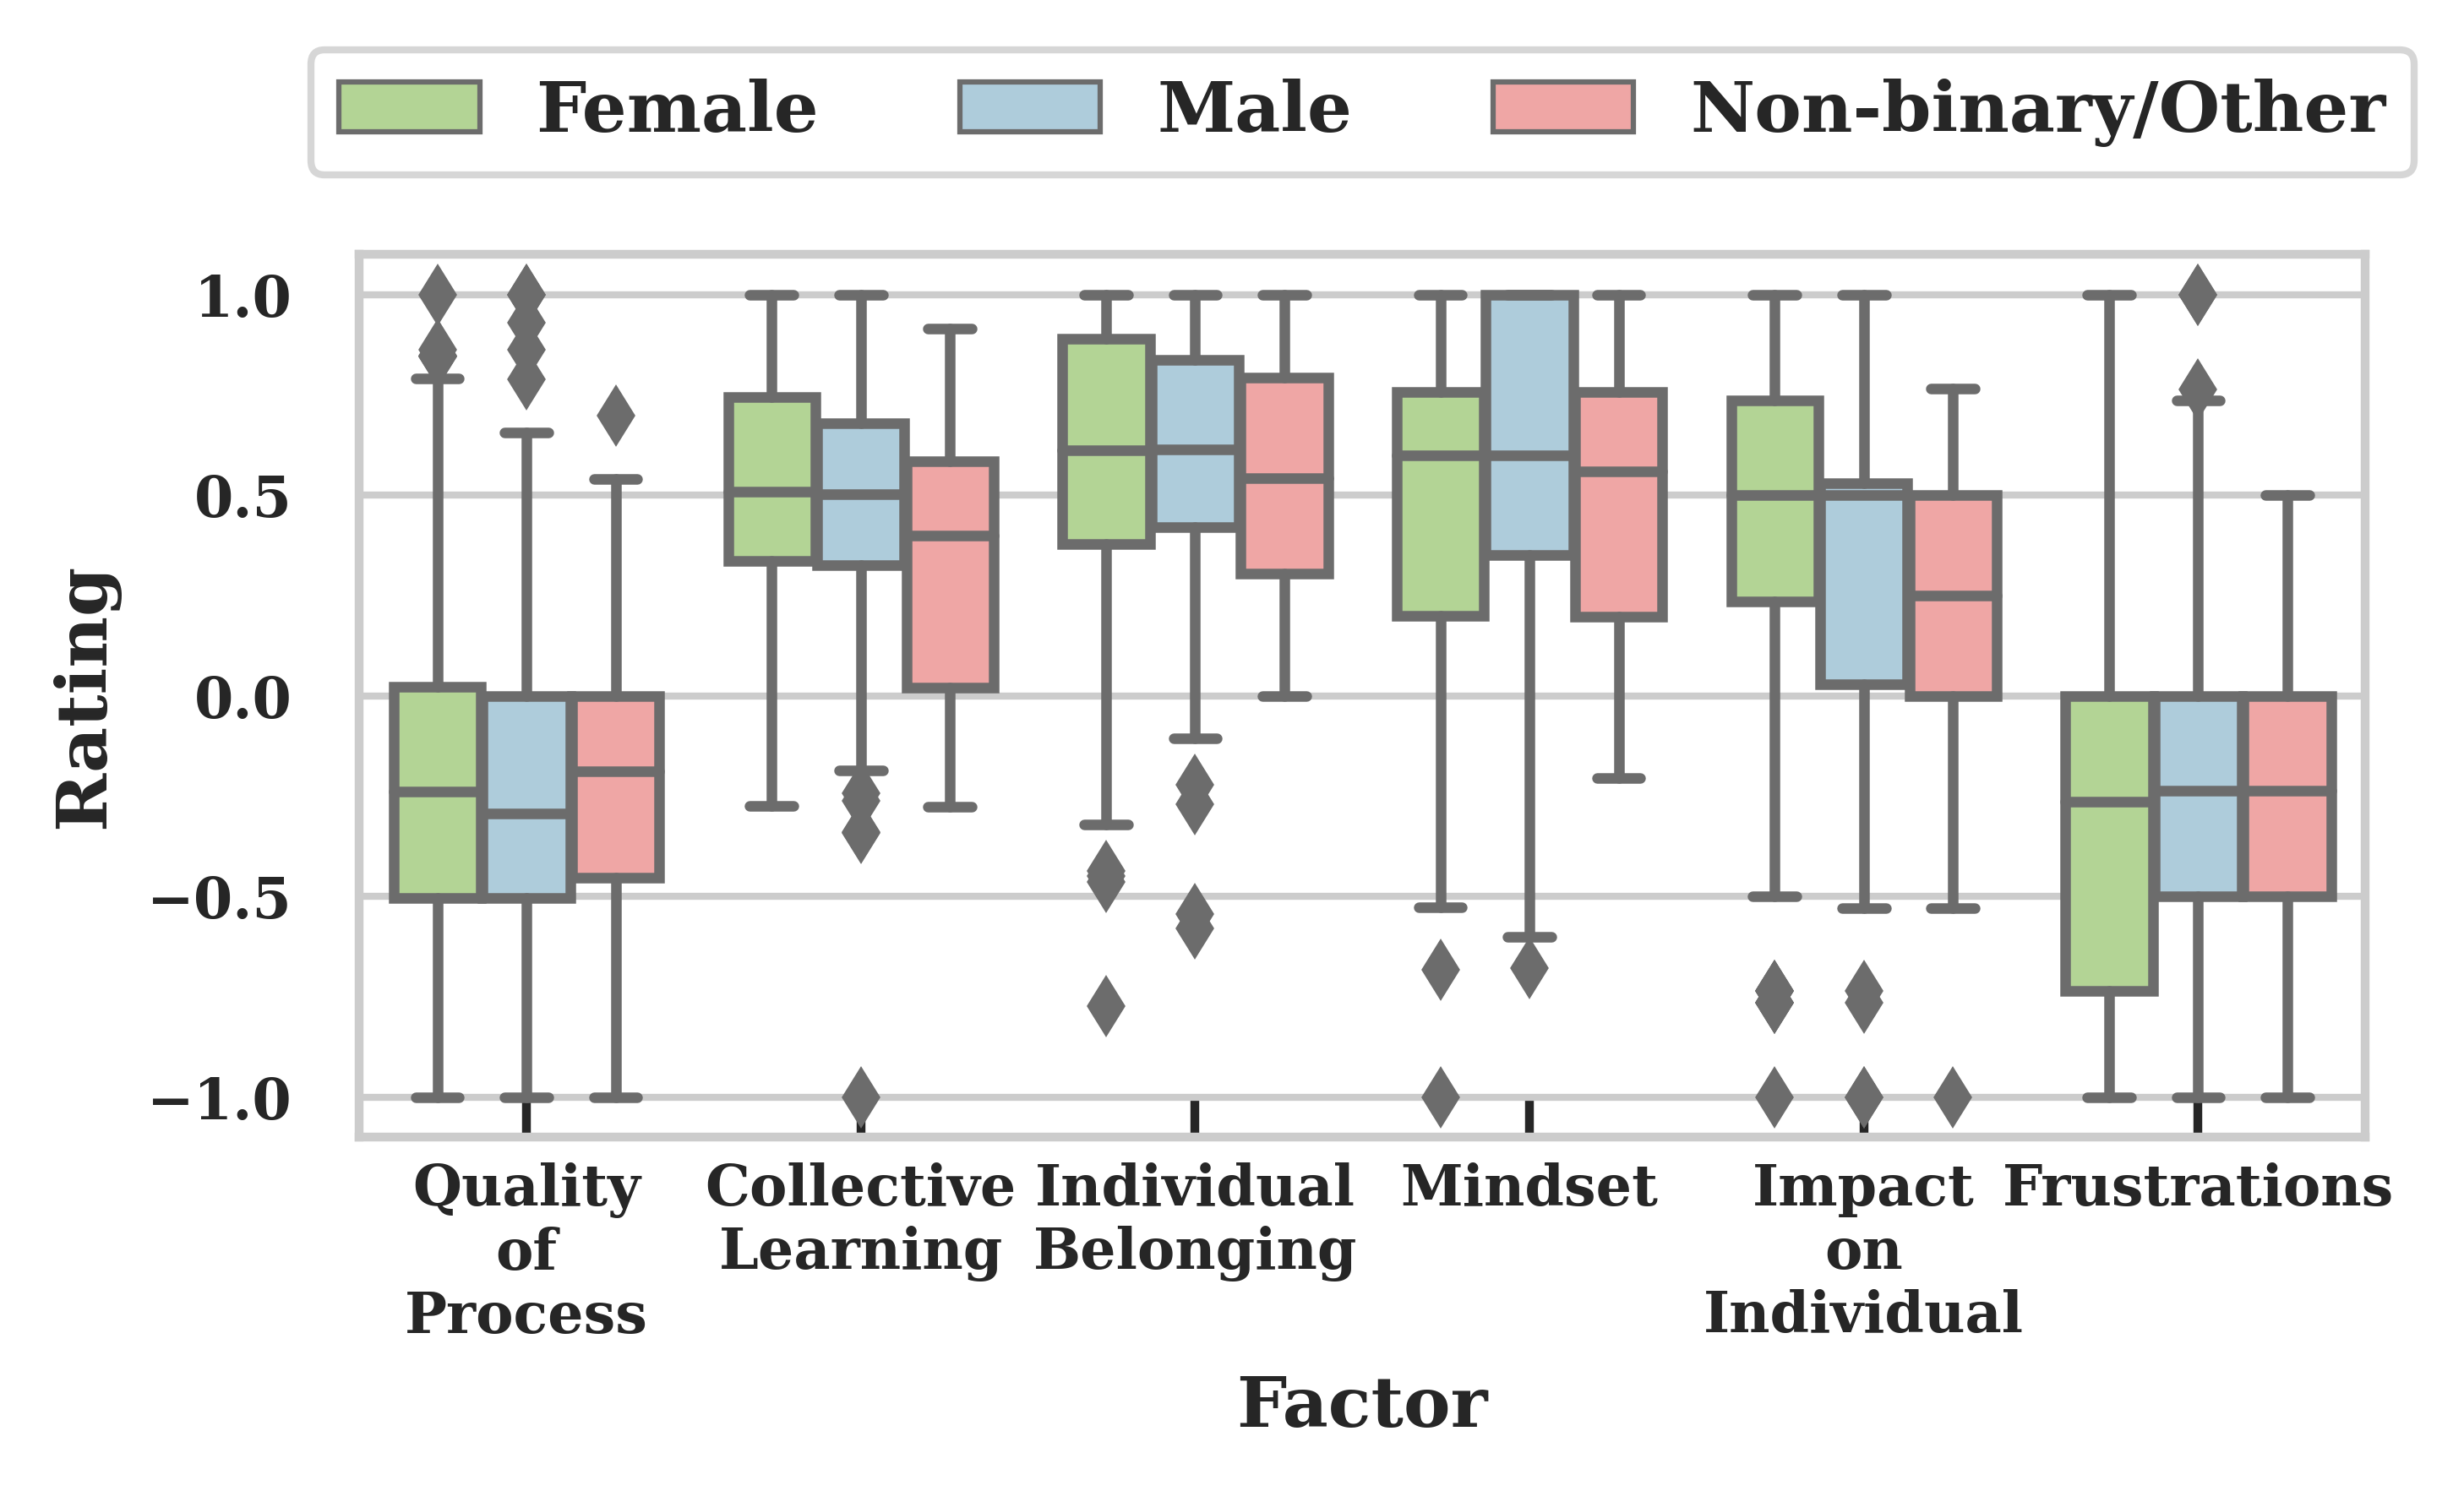 Female Male Non-binary/Other
1.0
0.5
0.0
−0.5
−1.0
Rating
Quality
of
Process
Collective
Learning
Individual
Belonging
Mindset
Impact
on
Individual
Frustrations
Factor